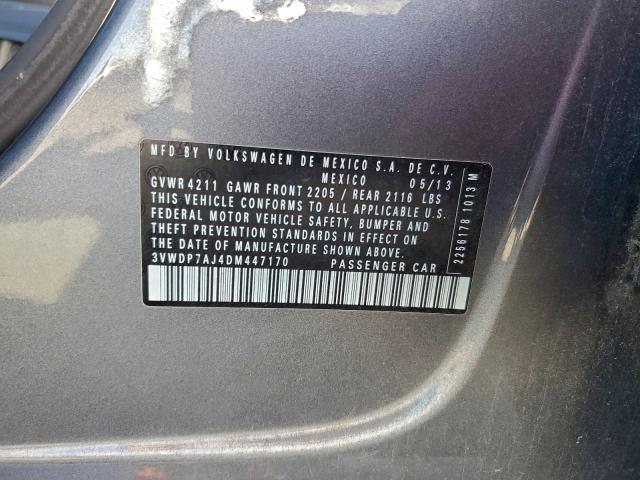 MFD BY VOLKSWAGEN DE MEXICO S.A. DE C.V.
MEXICO 05/13
GVWR 4211 GAWR FRONT 2205 / REAR 2116 LBS
THIS VEHICLE CONFORMS TO ALL APPLICABLE U.S.
FEDERAL MOTOR VEHICLE SAFETY, BUMPER AND
THEFT PREVENTION STANDARDS IN EFFECT ON
THE DATE OF MANUFACTURE SHOWN ABOVE.
3VWDP7AJ4DM447170 PASSENGER CAR
2256178 1013 M